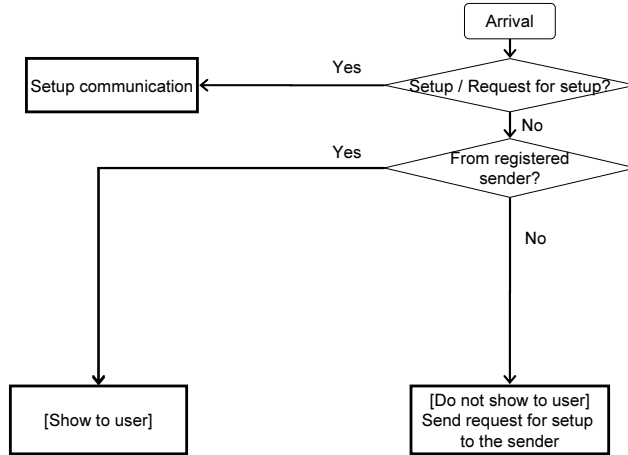 Arrival
Yes
Setup communication
Setup / Request for setup?
No
Yes
From registered
sender?
No
[Show to user]
[Do not show to user]
Send request for setup
to the sender